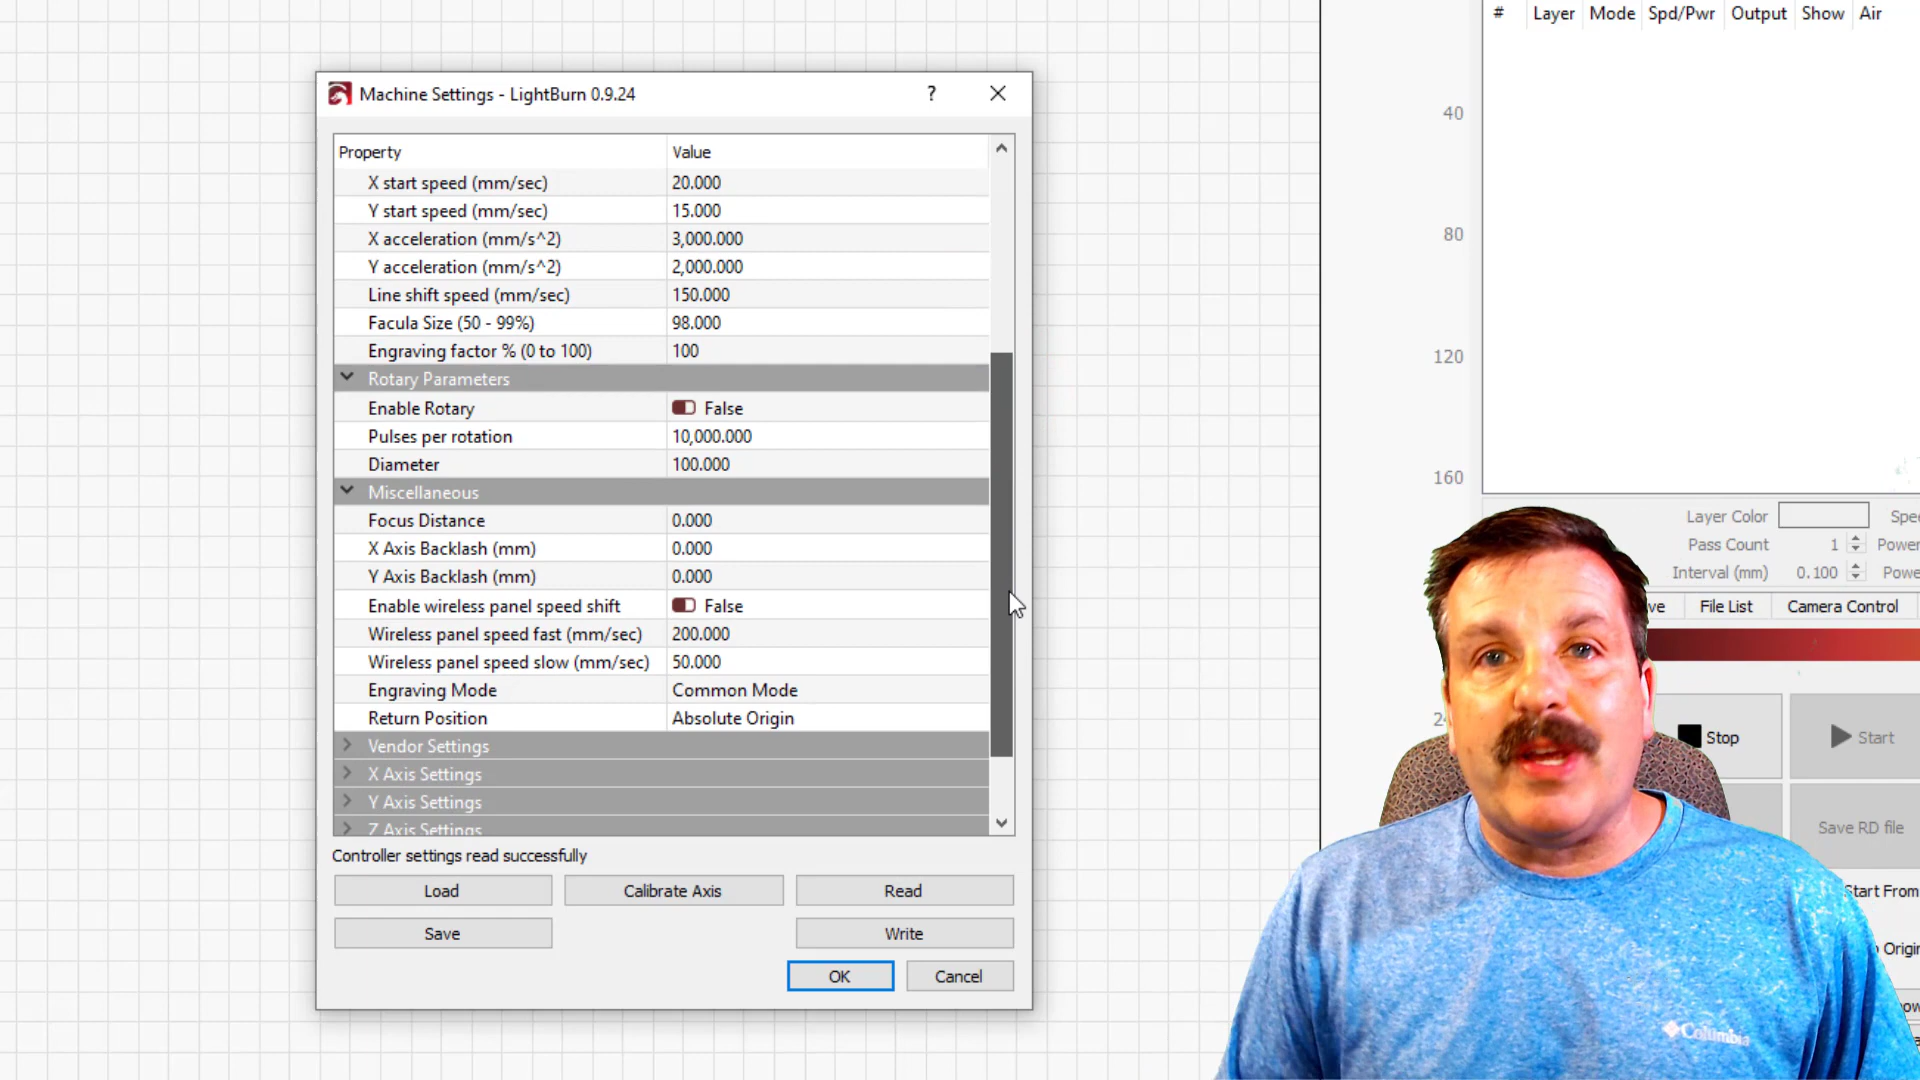 # Layer Mode Spd/Pwr Output Show Air
Machine Settings - LightBurn 0.9.24 ?
Property Value
X start speed (mm/sec) 20.000
Y start speed (mm/sec) 15.000
X acceleration (mm/s^2) 3,000.000
Y acceleration (mm/s^2) 2,000.000
Line shift speed (mm/sec) 150.000
Facula Size (50 - 99%) 98.000
Engraving factor % (0 to 100) 100
Rotary Parameters
Enable Rotary False
Pulses per rotation 10,000.000
Diameter 100.000
Miscellaneous
Focus Distance 0.000
X Axis Backlash (mm) 0.000
Y Axis Backlash (mm) 0.000
Enable wireless panel speed shift False
Wireless panel speed fast (mm/sec) 200.000
Wireless panel speed slow (mm/sec) 50.000
Engraving Mode Common Mode
Return Position Absolute Origin
Vendor Settings
X Axis Settings
Y Axis Settings
Z Axis Settings
Controller settings read successfully
Load Calibrate Axis Read
Save Write
OK Cancel
40
80
120
160
Layer Color
Pass Count 1 Power
Interval (mm) 0.100
File List Camera Control
Stop Start
Save RD file
Start From
Columbia